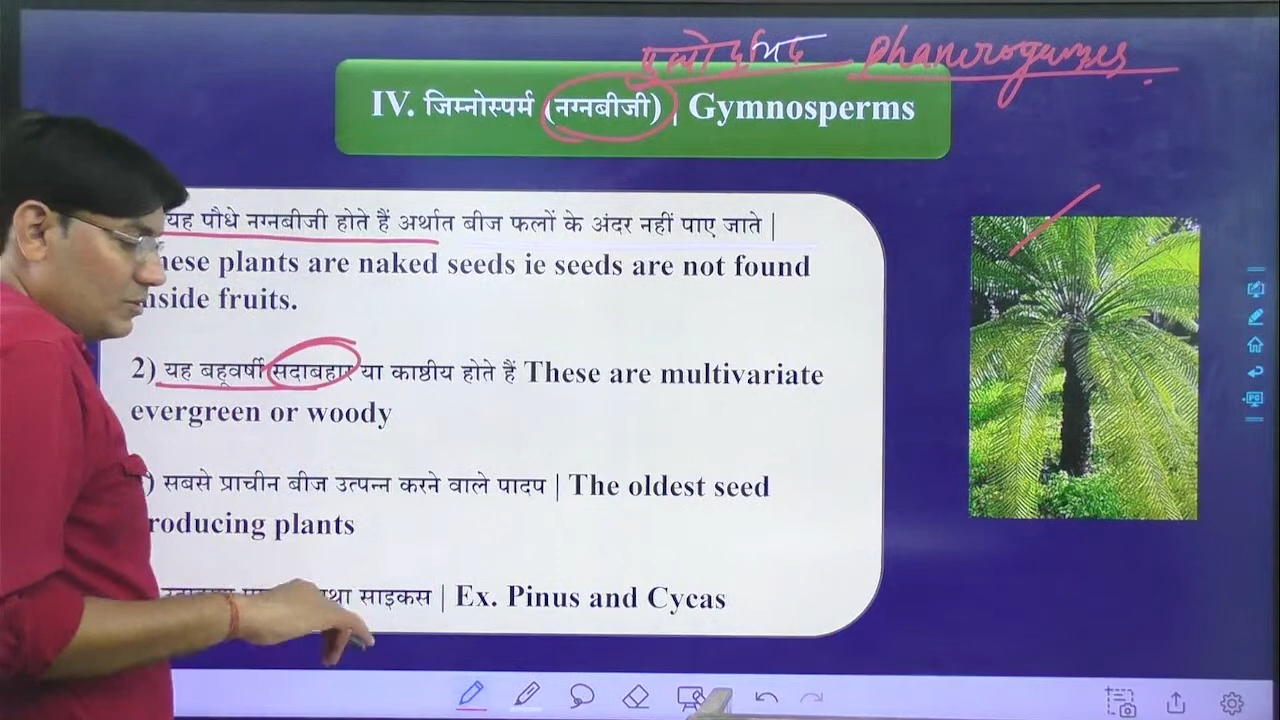 Phanerogames
IV. जिम्नोस्पर्म (नग्नबीजी) | Gymnosperms
यह पौधे नग्नबीजी होते हैं अर्थात बीज फलों के अंदर नहीं पाए जाते |
hese plants are naked seeds ie seeds are not found
nside fruits.
2) यह बहूवर्षी सदाबहार या काष्ठीय होते हैं These are multivariate
evergreen or woody
) सबसे प्राचीन बीज उत्पन्न करने वाले पादप | The oldest seed
roducing plants
साइकस | Ex. Pinus and Cycas
PC